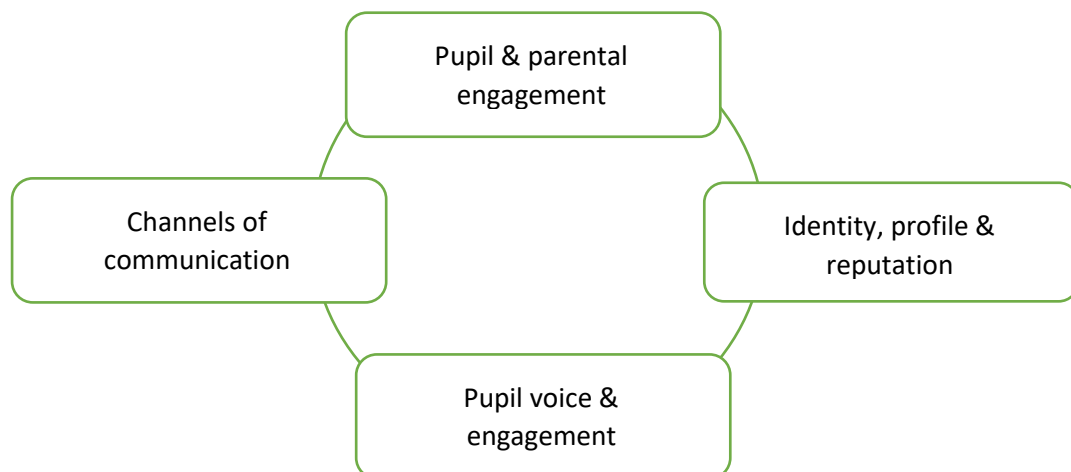 Pupil & parental
engagement
Channels of
communication
Identity, profile &
reputation
Pupil voice &
engagement